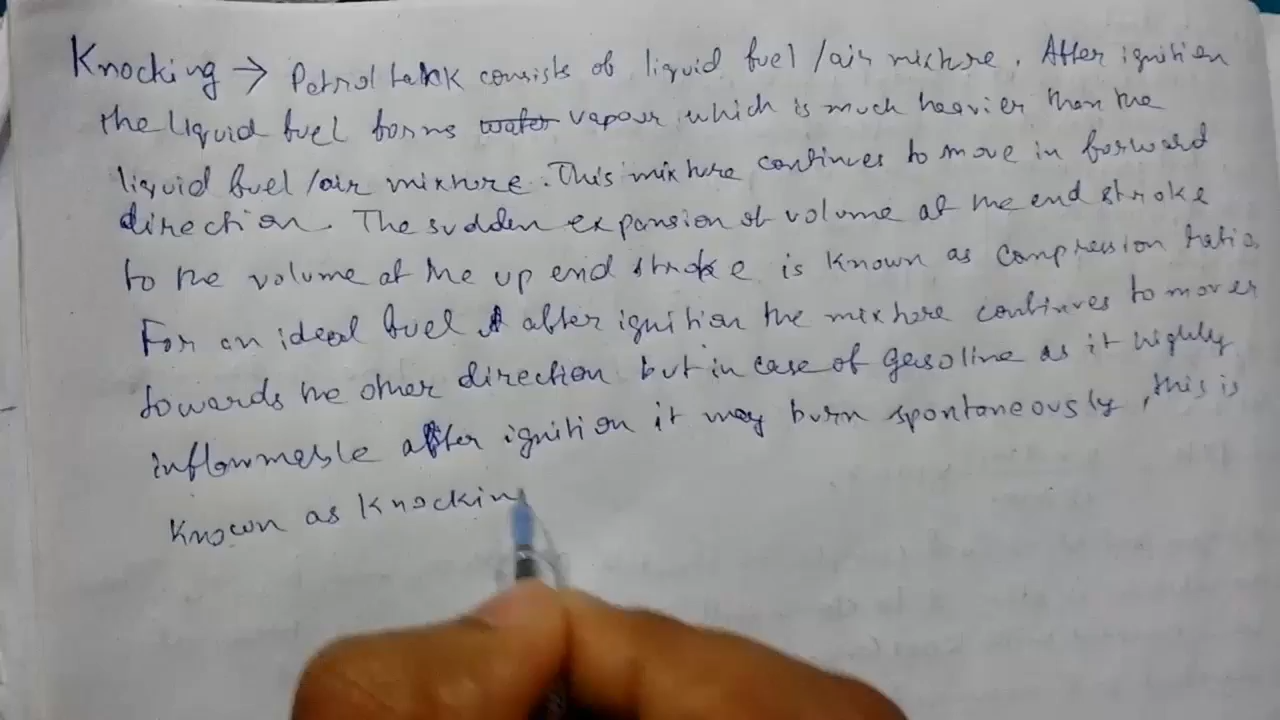 Knocking → Petrol tank consists of liquid fuel /air mixture. After ignition
the liquid fuel forms water vapour which is much heavier than the
liquid fuel /air mixture. This mixture continues to move in forward
direction. The sudden expansion of volume at the end stroke
to the volume at the up end stroke is known as compression ratio.
For an ideal fuel after ignition the mixture continues to mover
towards the other direction but in case of gasoline as it highly
inflammable after ignition it may burn spontaneously, this is
known as knockin